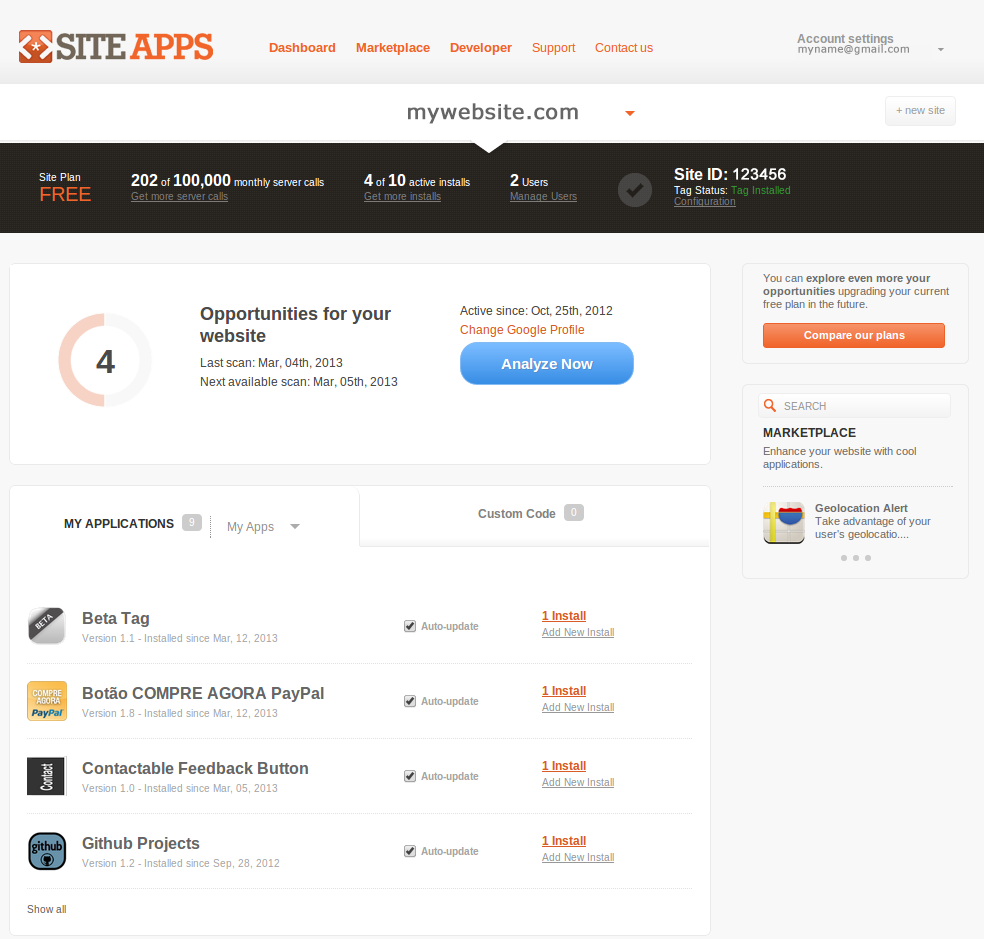 SITE APPS
Dashboard Marketplace Developer Support Contact us
Account settings
myname@gmail.com
mywebsite.com
+ new site
Site Plan
FREE
202 of 100,000 monthly server calls
Get more server calls
4 of 10 active installs
Get more installs
2 Users
Manage Users
Site ID: 123456
Tag Status: Tag Installed
Configuration
4
Opportunities for your
website
Last scan: Mar, 04th, 2013
Next available scan: Mar, 05th, 2013
Active since: Oct, 25th, 2012
Change Google Profile
Analyze Now
You can explore even more your
opportunities upgrading your current
free plan in the future.
Compare our plans
SEARCH
MARKETPLACE
Enhance your website with cool
applications.
Geolocation Alert
Take advantage of your
user's geolocatio....
MY APPLICATIONS 9 My Apps
Custom Code 0
BETA
Beta Tag
Version 1.1 - Installed since Mar, 12, 2013
Auto-update
1 Install
Add New Install
COMPRE
AGORA
PayPal
Botão COMPRE AGORA PayPal
Version 1.8 - Installed since Mar, 12, 2013
Auto-update
1 Install
Add New Install
Contact
Contactable Feedback Button
Version 1.0 - Installed since Mar, 05, 2013
Auto-update
1 Install
Add New Install
github
Github Projects
Version 1.2 - Installed since Sep, 28, 2012
Auto-update
1 Install
Add New Install
Show all